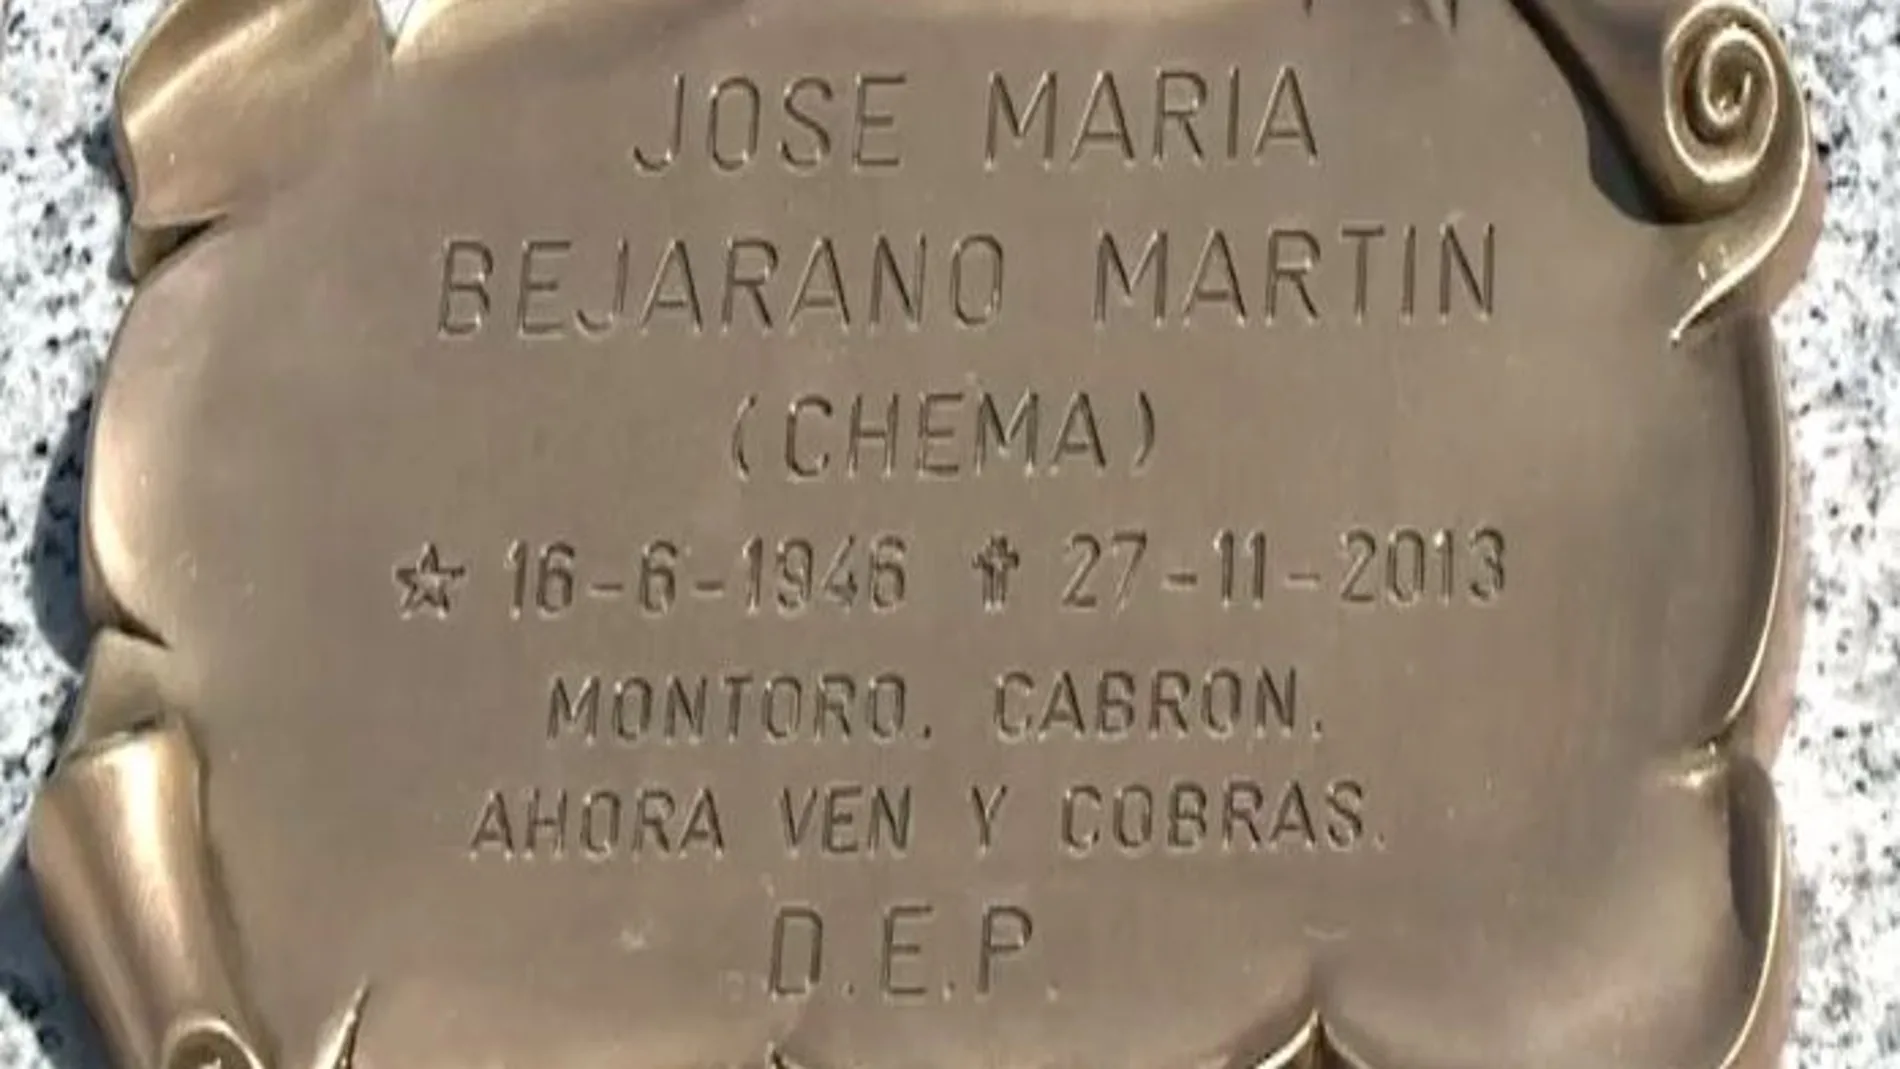 JOSE MARIA
BEJARANO MARTIN
(CHEMA)
☆ 16-6-1946 ✝ 27-11-2013
MONTORO. CABRON.
AHORA VEN Y COBRAS.
D.E.P.